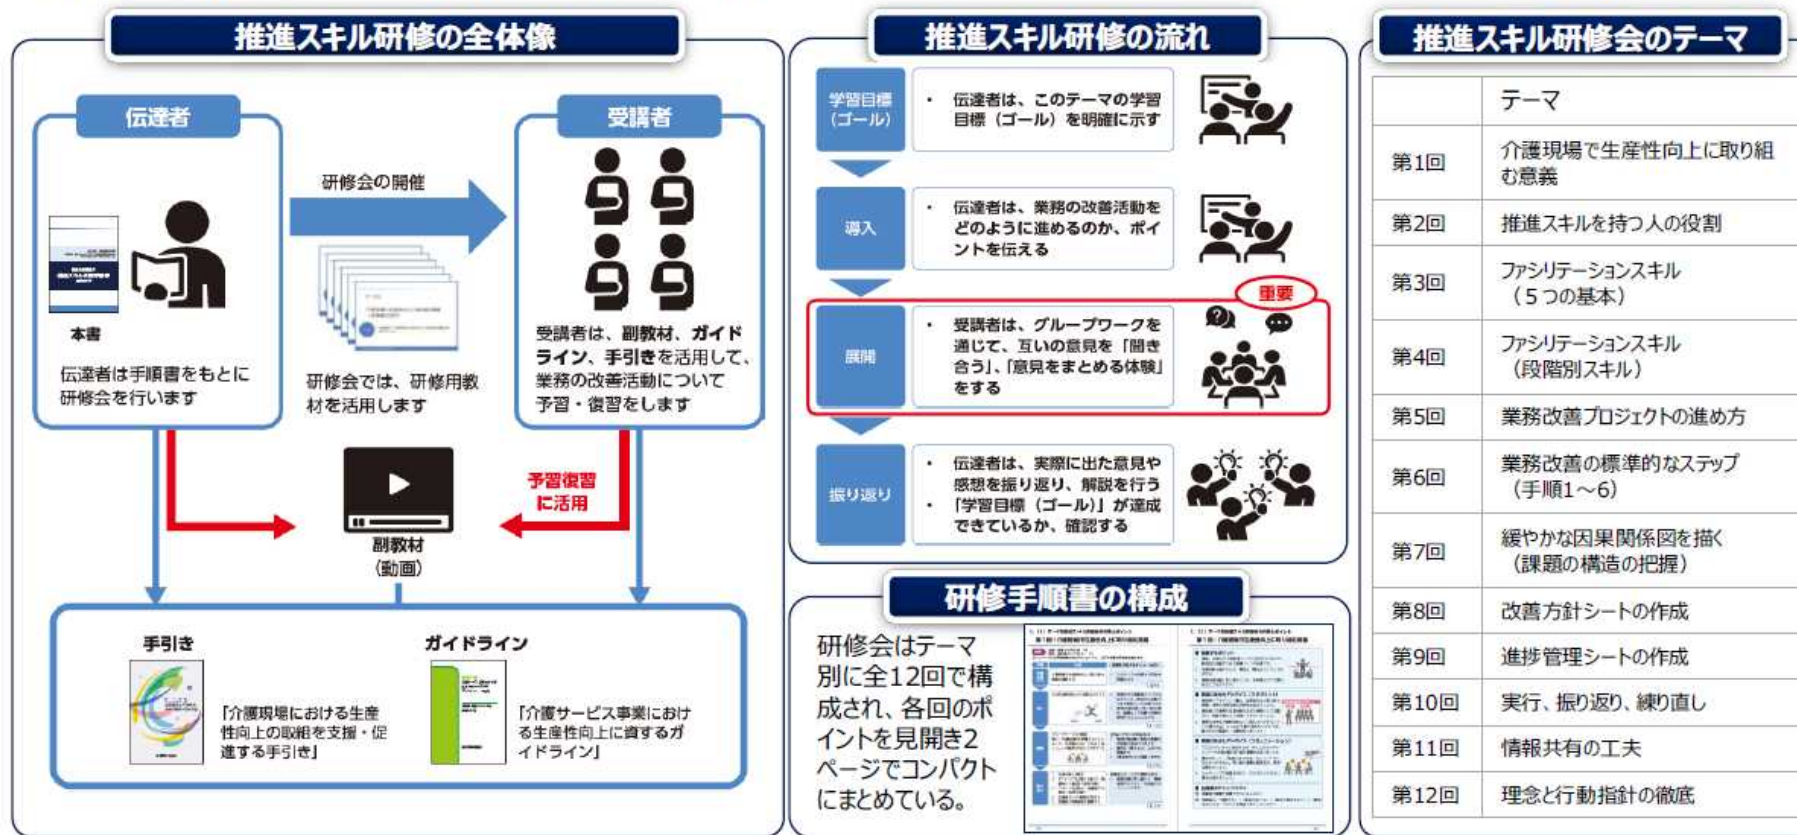 推進スキル研修の全体像
伝達者
本書
伝達者は手順書をもとに
研修会を行います
研修会の開催
研修会では、研修用教
材を活用します
受講者
受講者は、副教材、ガイド
ライン、手引きを活用して、
業務の改善活動について
予習・復習をします
予習復習
に活用
副教材
(動画)
手引き
「介護現場における生産
性向上の取組を支援・促
進する手引き」
ガイドライン
「介護サービス事業におけ
る生産性向上に資するガ
イドライン」
推進スキル研修の流れ
学習目標
(ゴール)
・ 伝達者は、このテーマの学習
目標(ゴール)を明確に示す
導入
・ 伝達者は、業務の改善活動を
どのように進めるのか、ポイ
ントを伝える
重要
展開
・ 受講者は、グループワークを
通じて、互いの意見を「聞き
合う」、「意見をまとめる体験」
をする
振り返り
・ 伝達者は、実際に出た意見や
感想を振り返り、解説を行う
・ 「学習目標(ゴール)」が達成
できているか、確認する
研修手順書の構成
研修会はテーマ
別に全12回で構
成され、各回のポ
イントを見開き2
ページでコンパクト
にまとめている。
推進スキル研修会のテーマ
テーマ
第1回 介護現場で生産性向上に取り組
む意義
第2回 推進スキルを持つ人の役割
第3回 ファシリテーションスキル
(5つの基本)
第4回 ファシリテーションスキル
(段階別スキル)
第5回 業務改善プロジェクトの進め方
第6回 業務改善の標準的なステップ
(手順1~6)
第7回 緩やかな因果関係図を描く
(課題の構造の把握)
第8回 改善方針シートの作成
第9回 進捗管理シートの作成
第10回 実行、振り返り、練り直し
第11回 情報共有の工夫
第12回 理念と行動指針の徹底